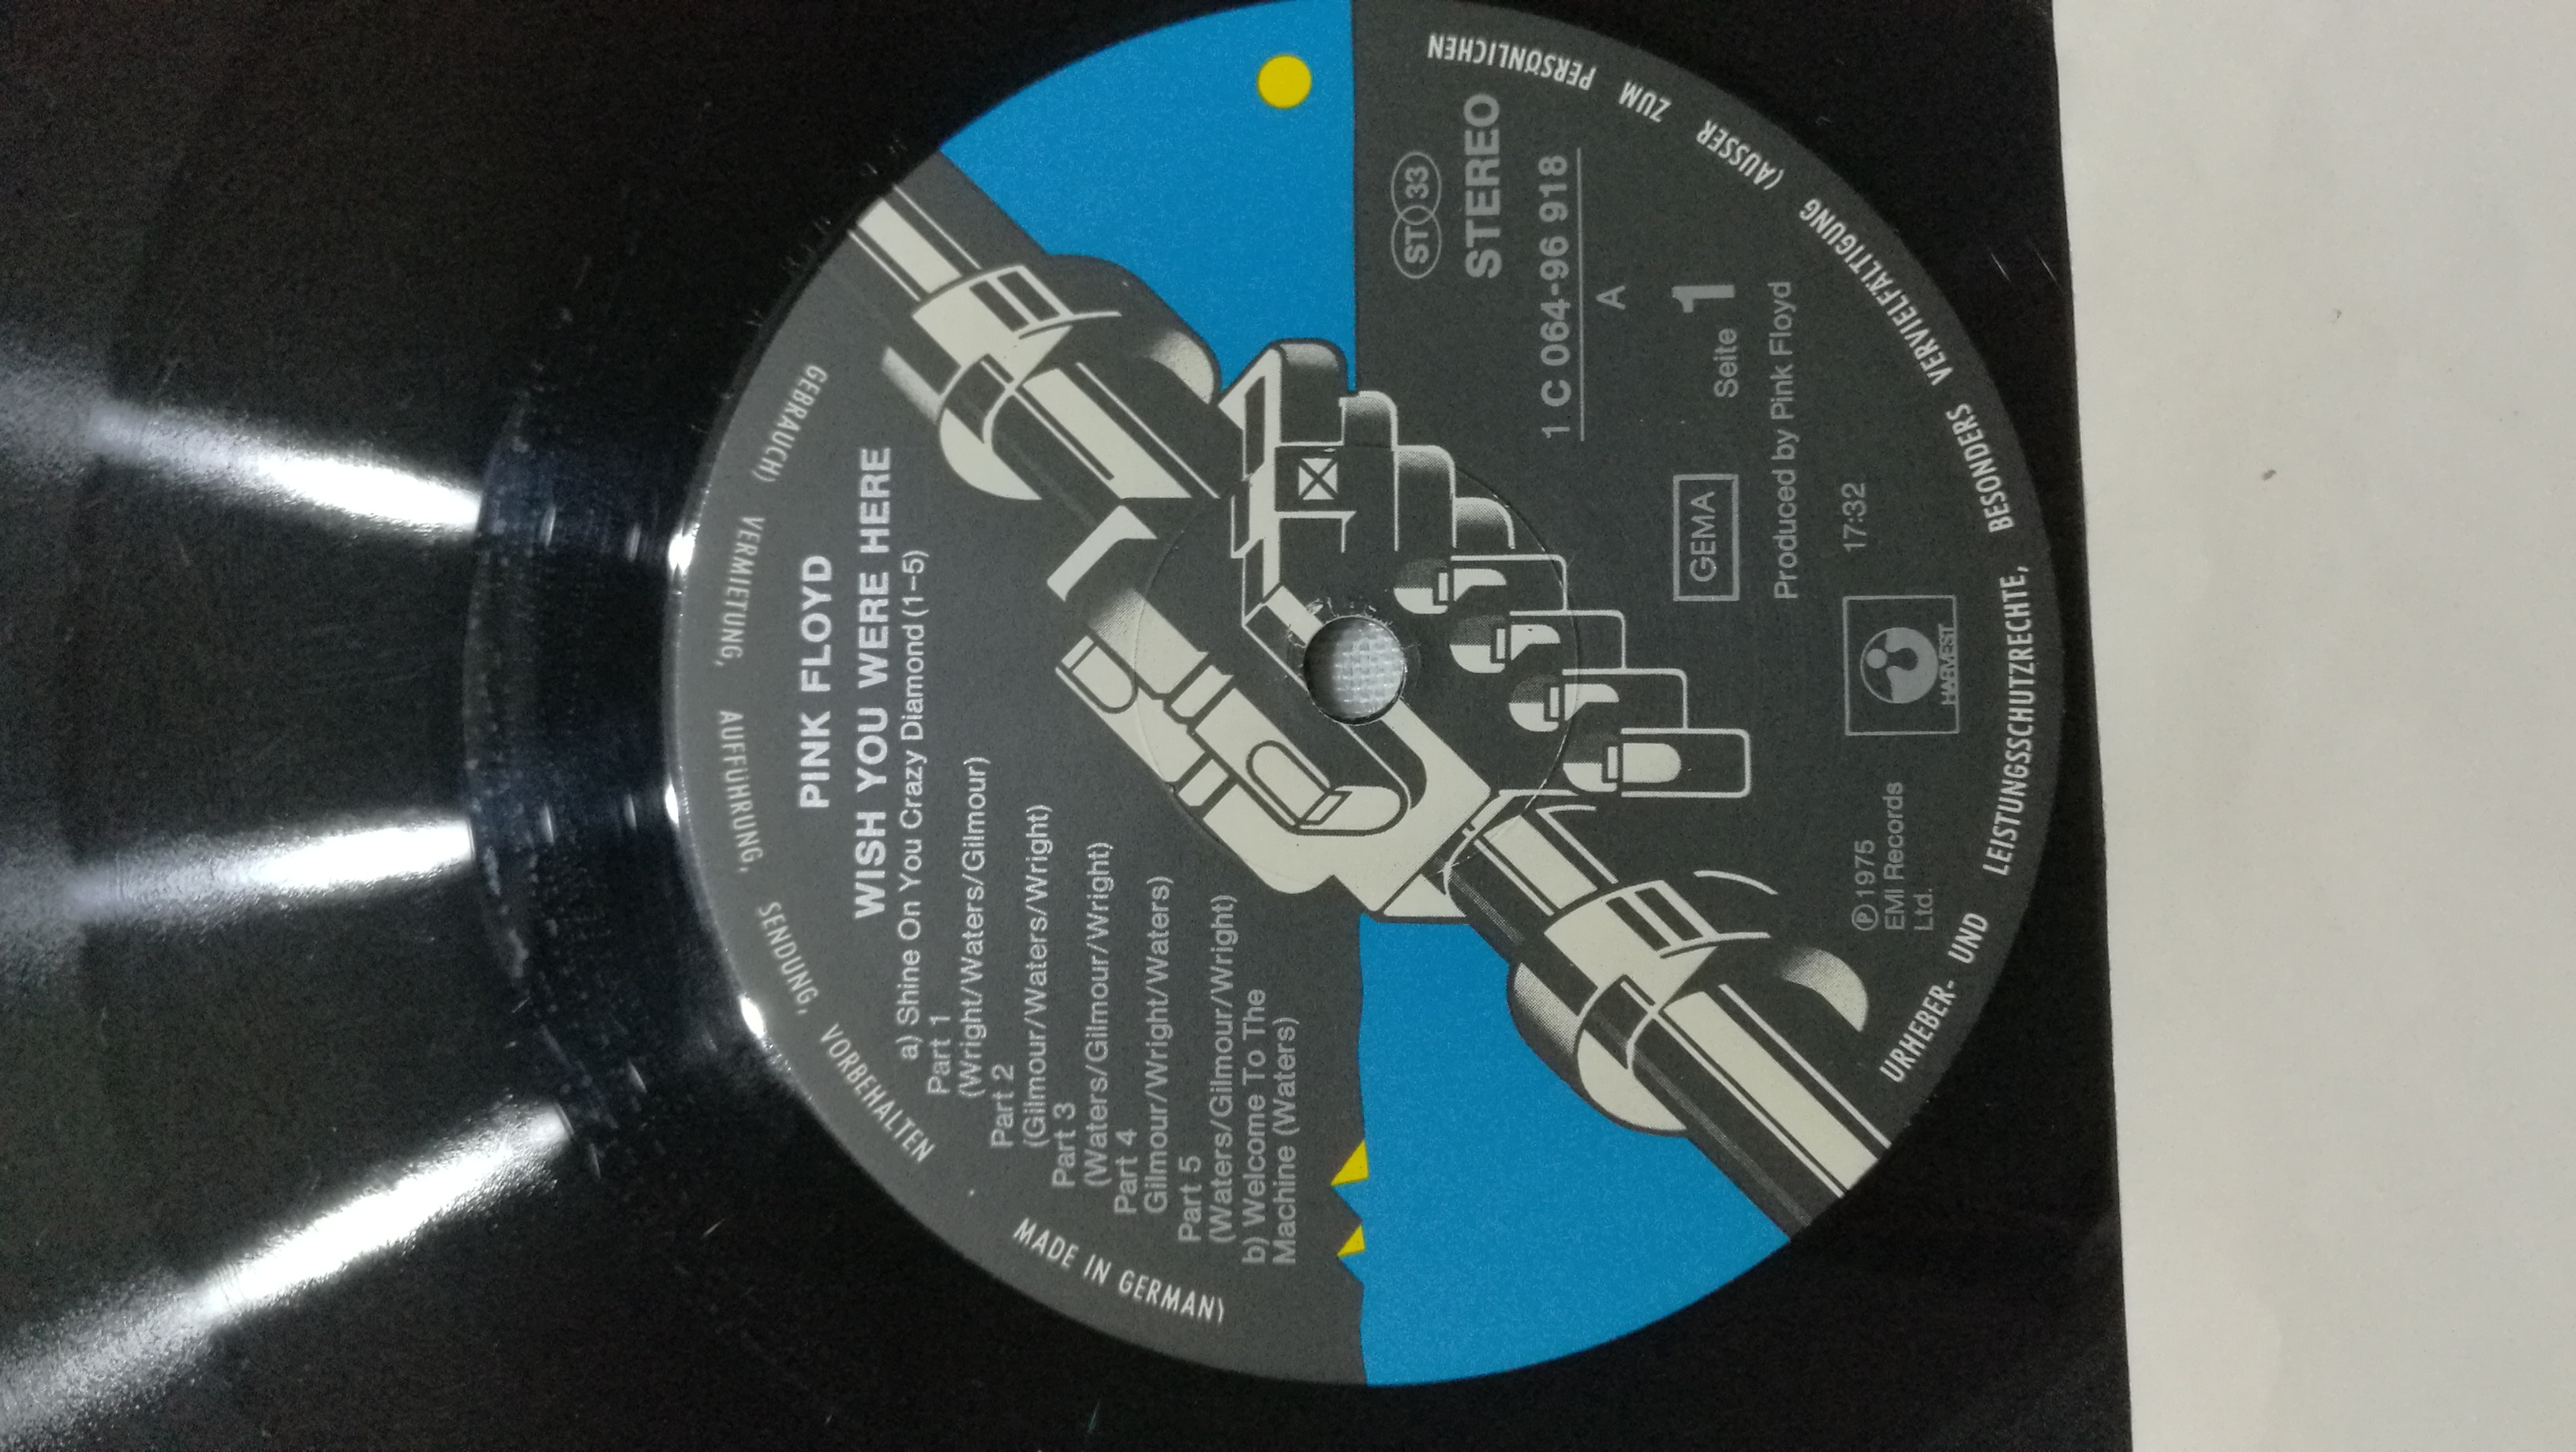 PINK FLOYD
WISH YOU WERE HERE
a) Shine On You Crazy Diamond (1–5)
Part 1
(Wright/Waters/Gilmour)
Part 2
(Gilmour/Waters/Wright)
Part 3
(Waters/Gilmour/Wright)
Part 4
Gilmour/Wright/Waters)
Part 5
(Waters/Gilmour/Wright)
b) Welcome To The
Machine (Waters)
ST 33
STEREO
1 C 064-96 918
A
Seite 1
GEMA
Produced by Pink Floyd
17:32
HARVEST
℗ 1975
EMI Records
Ltd.
URHEBER- UND LEISTUNGSSCHUTZRECHTE, BESONDERS VERVIELFÄLTIGUNG (AUSSER ZUM PERSÖNLICHEN GEBRAUCH) VERMIETUNG, AUFFÜHRUNG, SENDUNG, VORBEHALTEN
MADE IN GERMANY